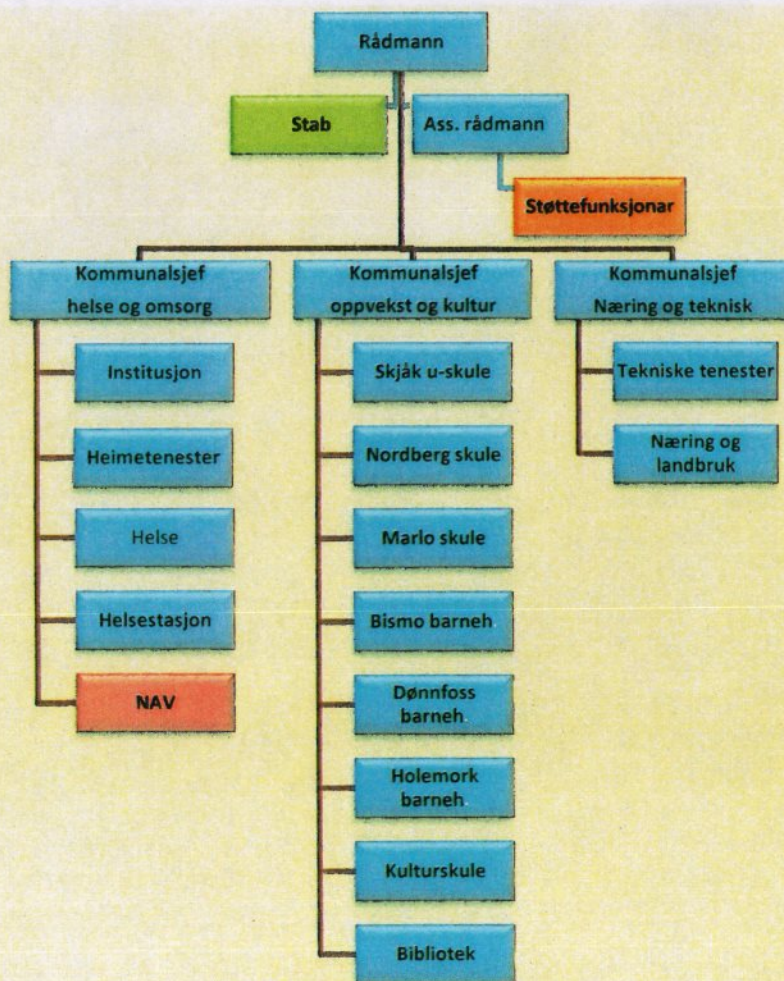 Rådmann
Stab
Ass. rådmann
Støttefunksjonar
Kommunalsjef
helse og omsorg
Kommunalsjef
oppvekst og kultur
Kommunalsjef
Næring og teknisk
Institusjon
Heimetenester
Helse
Helsestasjon
NAV
Skjåk u-skule
Nordberg skule
Marlo skule
Bismo barneh
Dønnfoss
barneh.
Holemork
barneh.
Kulturskule
Bibliotek
Tekniske tenester
Næring og
landbruk